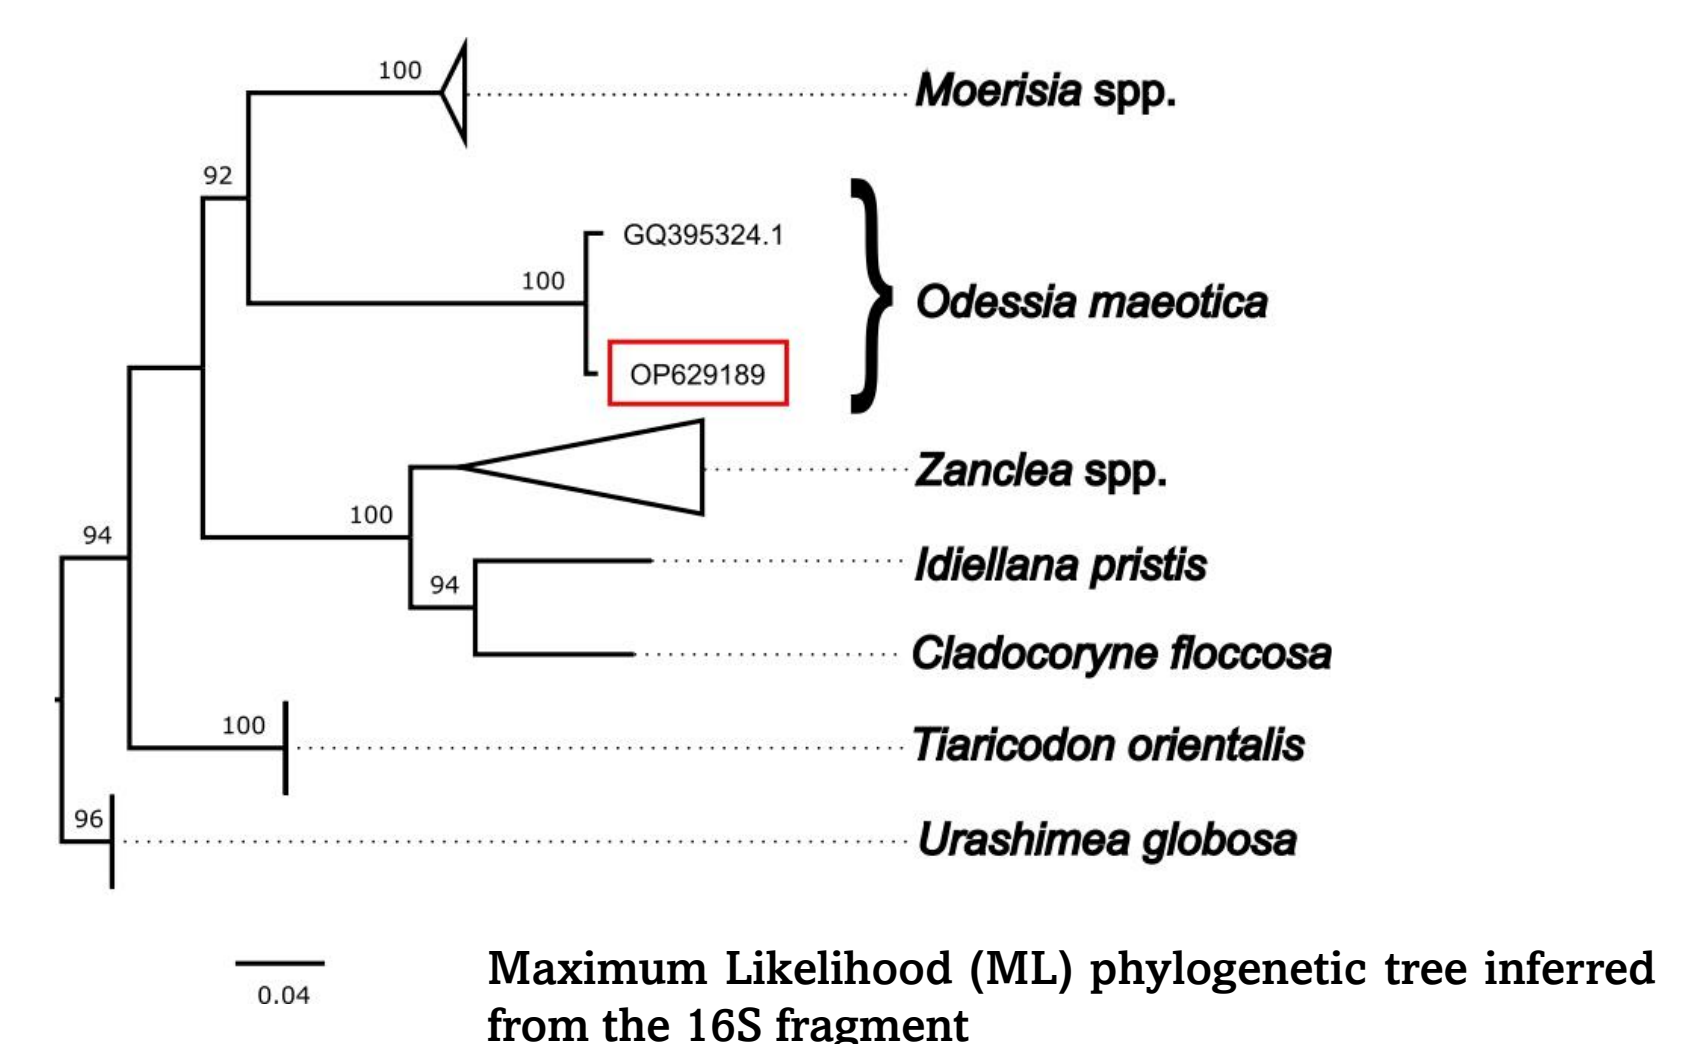 100
Moerisia spp.
92
GQ395324.1
100
Odessia maeotica
OP629189
Zanclea spp.
100
94
Idiellana pristis
94
Cladocoryne floccosa
100
Tiaricodon orientalis
96
Urashimea globosa
0.04
Maximum Likelihood (ML) phylogenetic tree inferred
from the 16S fragment